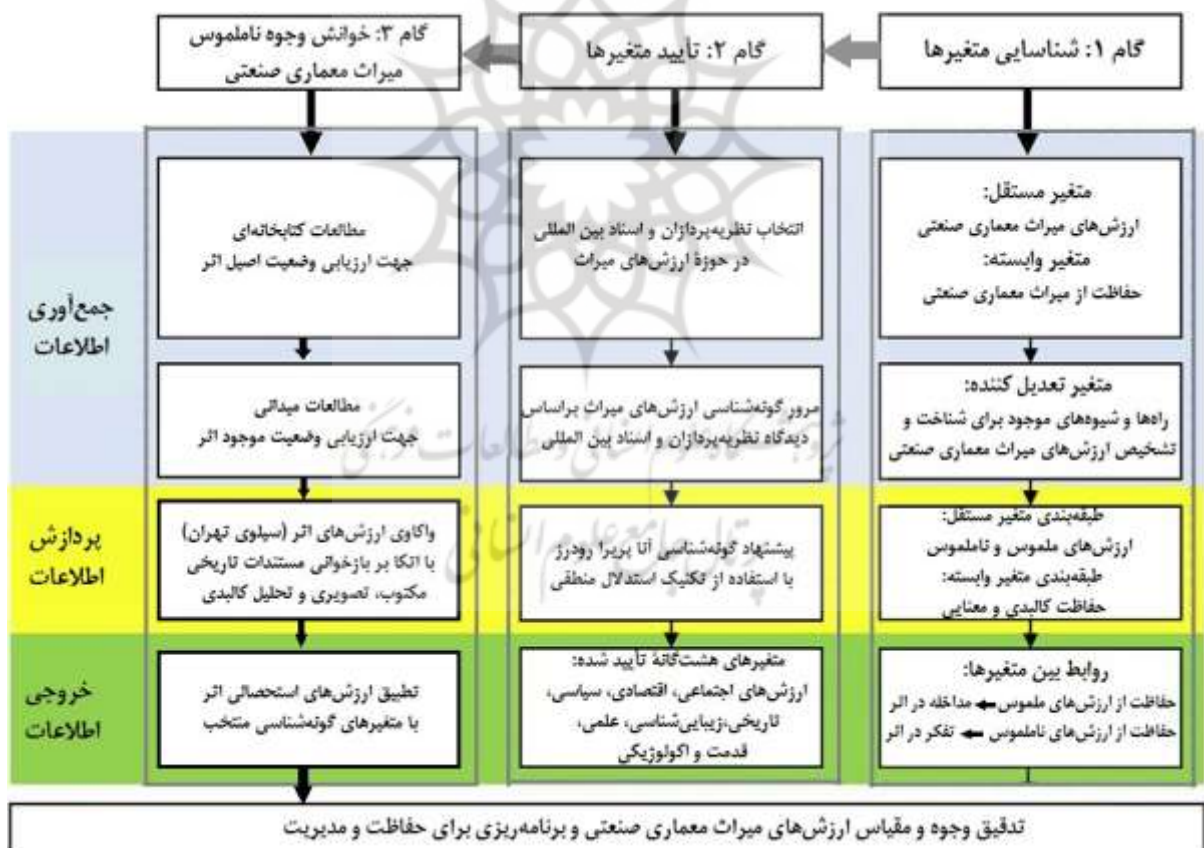 گام ۱: شناسایی متغیرها
گام ۲: تأیید متغیرها
گام ۳: خوانش وجوه ناملموس
میراث معماری صنعتی
جمع‌آوری
اطلاعات
متغیر مستقل:
ارزش‌های میراث معماری صنعتی
متغیر وابسته:
حفاظت از میراث معماری صنعتی
متغیر تعدیل کننده:
راه‌ها و شیوه‌های موجود برای شناخت و
تشخیص ارزش‌های میراث معماری صنعتی
انتخاب نظریه‌پردازان و اسناد بین المللی
در حوزهٔ ارزش‌های میراث
مرور گونه‌شناسی ارزش‌های میراث براساس
دیدگاه نظریه‌پردازان و اسناد بین المللی
مطالعات کتابخانه‌ای
جهت ارزیابی وضعیت اصیل اثر
مطالعات میدانی
جهت ارزیابی وضعیت موجود اثر
پردازش
اطلاعات
طبقه‌بندی متغیر مستقل:
ارزش‌های ملموس و ناملموس
طبقه‌بندی متغیر وابسته:
حفاظت کالبدی و معنایی
پیشنهاد گونه‌شناسی آنا پریرا رودرز
با استفاده از تکنیک استدلال منطقی
واکاوی ارزش‌های اثر (سیلوی تهران)
با اتکا بر بازخوانی مستندات تاریخی
مکتوب، تصویری و تحلیل کالبدی
خروجی
اطلاعات
روابط بین متغیرها:
حفاظت از ارزش‌های ملموس ⬅ مداخله در اثر
حفاظت از ارزش‌های ناملموس ⬅ تفکر در اثر
متغیرهای هشت‌گانهٔ تأیید شده:
ارزش‌های اجتماعی، اقتصادی، سیاسی،
تاریخی،زیبایی‌شناسی، علمی،
قدمت و اکولوژیکی
تطبیق ارزش‌های استحصالی اثر
با متغیرهای گونه‌شناسی منتخب
تدقیق وجوه و مقیاس ارزش‌های میراث معماری صنعتی و برنامه‌ریزی برای حفاظت و مدیریت
پژوهشگاه علوم انسانی و مطالعات فرهنگی
پرتال جامع علوم انسانی